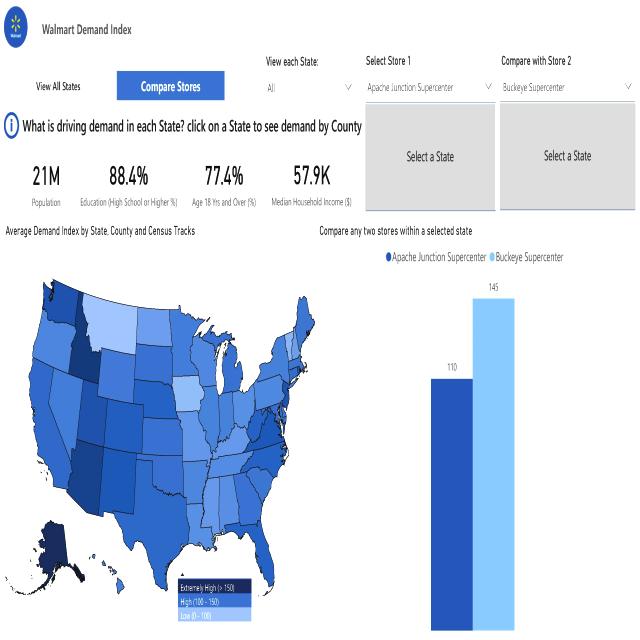 Walmart
Walmart Demand Index
View All States
Compare Stores
View each State:
All
Select Store 1
Apache Junction Supercenter
Compare with Store 2
Buckeye Supercenter
i What is driving demand in each State? click on a State to see demand by County
Select a State
Select a State
21M
Population
88.4%
Education (High School or Higher %)
77.4%
Age 18 Yrs and Over (%)
57.9K
Median Household Income ($)
Average Demand Index by State, County and Census Tracks
Compare any two stores within a selected state
Apache Junction Supercenter
Buckeye Supercenter
110
145
Extremely High (> 150)
High (100 - 150)
Low (0 - 100)